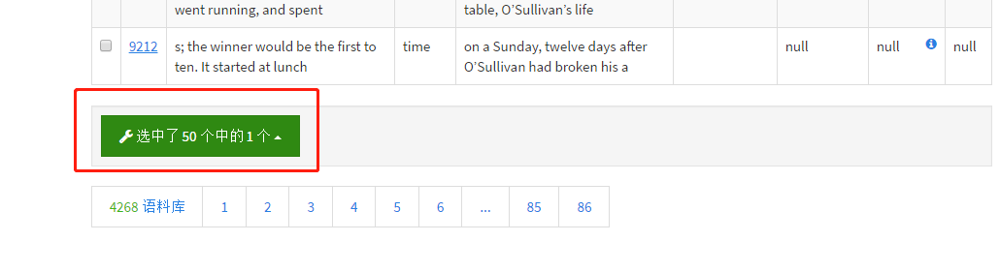 went running, and spent
table, O’Sullivan’s life
9212
s; the winner would be the first to
ten. It started at lunch
time
on a Sunday, twelve days after
O’Sullivan had broken his a
null
null
null
选中了 50 个中的 1 个
4268 语料库 1 2 3 4 5 6 ... 85 86